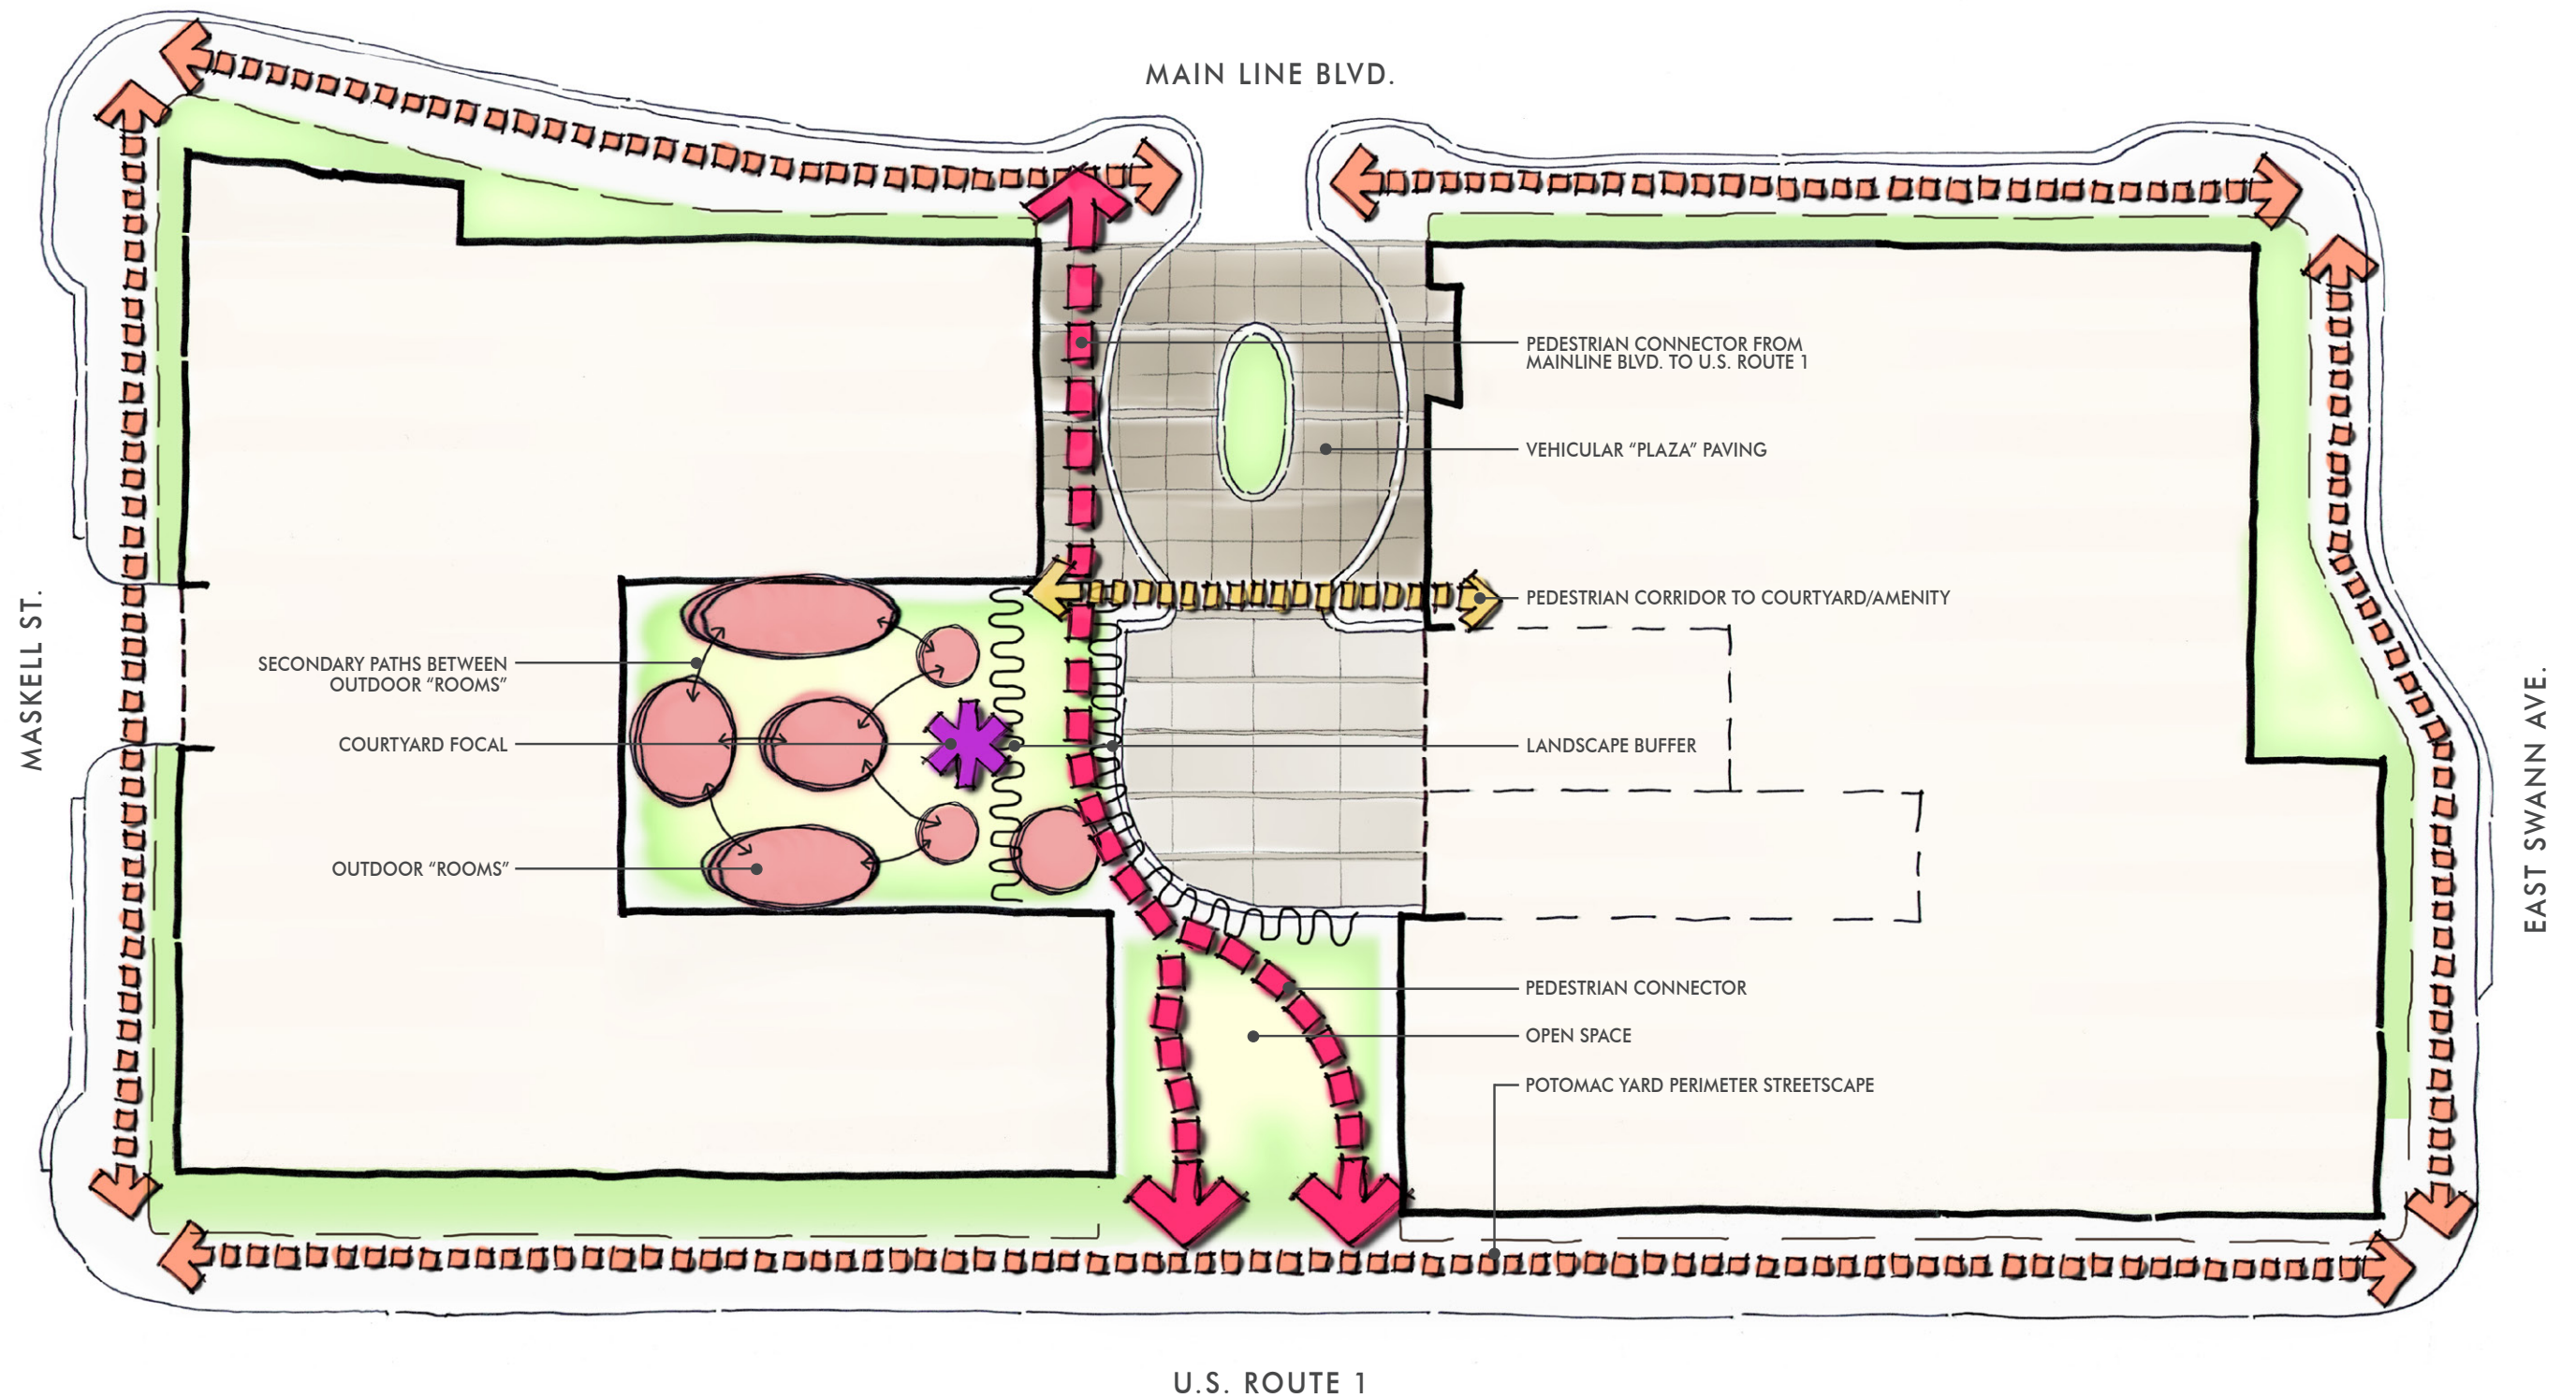 MAIN LINE BLVD.
PEDESTRIAN CONNECTOR FROM
MAINLINE BLVD. TO U.S. ROUTE 1
VEHICULAR “PLAZA” PAVING
PEDESTRIAN CORRIDOR TO COURTYARD/AMENITY
SECONDARY PATHS BETWEEN
OUTDOOR “ROOMS”
COURTYARD FOCAL
LANDSCAPE BUFFER
OUTDOOR “ROOMS”
PEDESTRIAN CONNECTOR
OPEN SPACE
POTOMAC YARD PERIMETER STREETSCAPE
MASKELL ST.
EAST SWANN AVE.
U.S. ROUTE 1